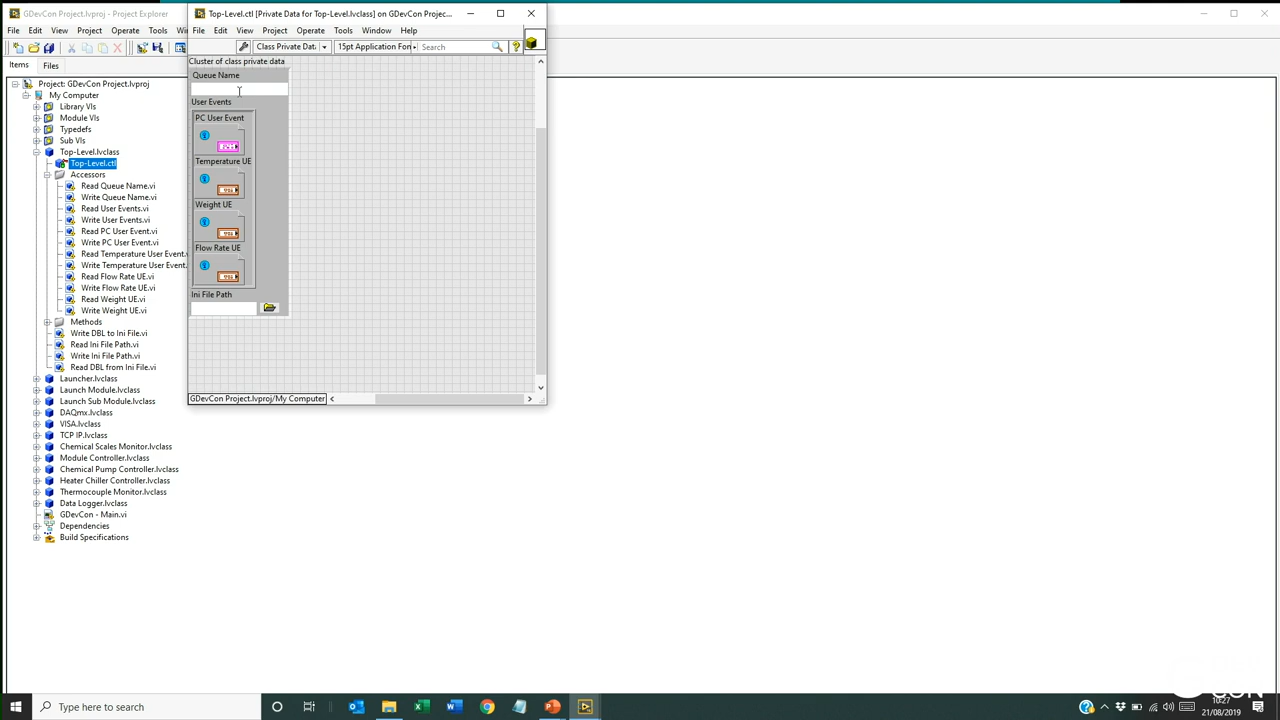 GDevCon Project.lvproj - Project Explorer
File Edit View Project Operate Tools
Items Files
Project: GDevCon Project.lvproj
My Computer
Library VIs
Module VIs
Typedefs
Sub VIs
Top-Level.lvclass
Top-Level.ctl
Accessors
Read Queue Name.vi
Write Queue Name.vi
Read User Events.vi
Write User Events.vi
Read PC User Event.vi
Write PC User Event.vi
Read Temperature User Event.
Write Temperature User Event.
Read Flow Rate UE.vi
Write Flow Rate UE.vi
Read Weight UE.vi
Write Weight UE.vi
Methods
Write DBL to Ini File.vi
Read Ini File Path.vi
Write Ini File Path.vi
Read DBL from Ini File.vi
Launcher.lvclass
Launch Module.lvclass
Launch Sub Module.lvclass
DAQmx.lvclass
VISA.lvclass
TCP IP.lvclass
Chemical Scales Monitor.lvclass
Module Controller.lvclass
Chemical Pump Controller.lvclass
Heater Chiller Controller.lvclass
Thermocouple Monitor.lvclass
Data Logger.lvclass
GDevCon - Main.vi
Dependencies
Build Specifications
Top-Level.ctl [Private Data for Top-Level.lvclass] on GDevCon Projec...
File Edit View Project Operate Tools Window Help
Class Private Dat. 15pt Application Fon Search
Cluster of class private data
Queue Name
User Events
PC User Event
Temperature UE
Weight UE
Flow Rate UE
Ini File Path
GDevCon Project.lvproj/My Computer
Type here to search
10:27
21/08/2019